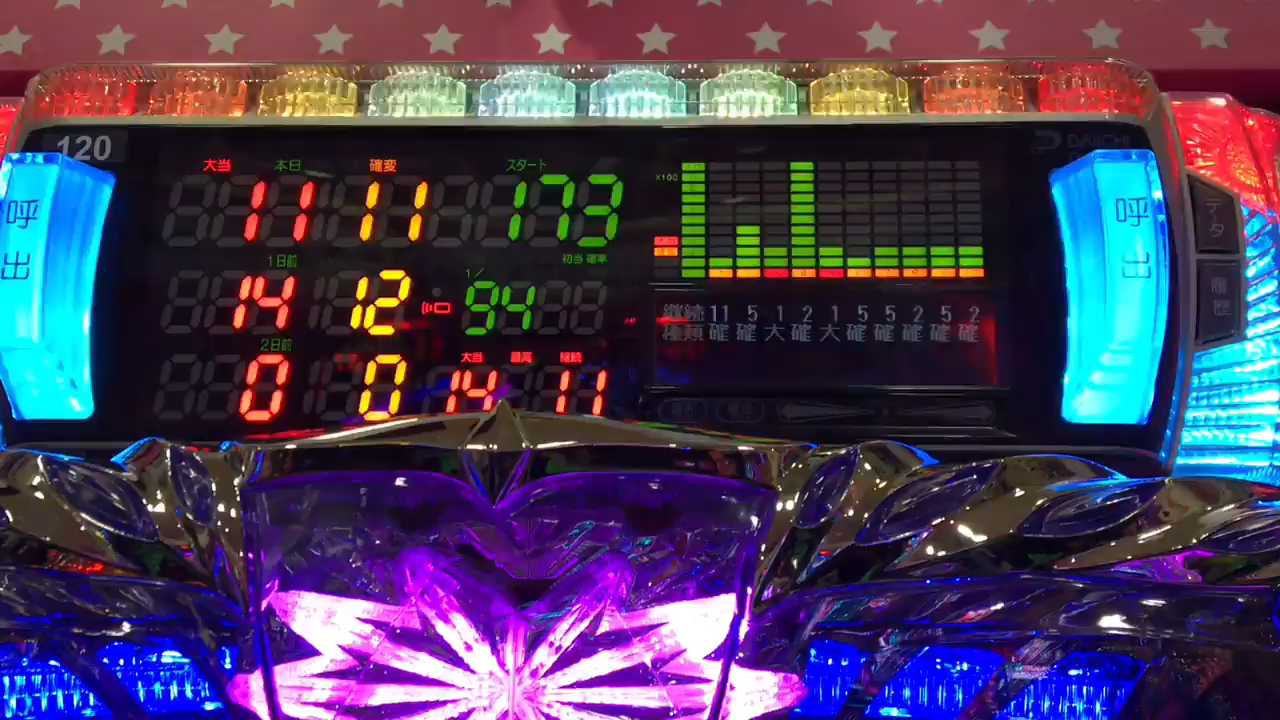 120
DAIICHI
大当 本日 確変 スタート
11 11 173
×100
呼出
呼出
データ
履歴
1日前 初当確率
14 12 1/94
2日前 大当 最高 継続
0 0 14 11
継続 11 5 1 2 1 5 5 2 5 2
種類 確 確 大 確 大 確 確 確 確 確